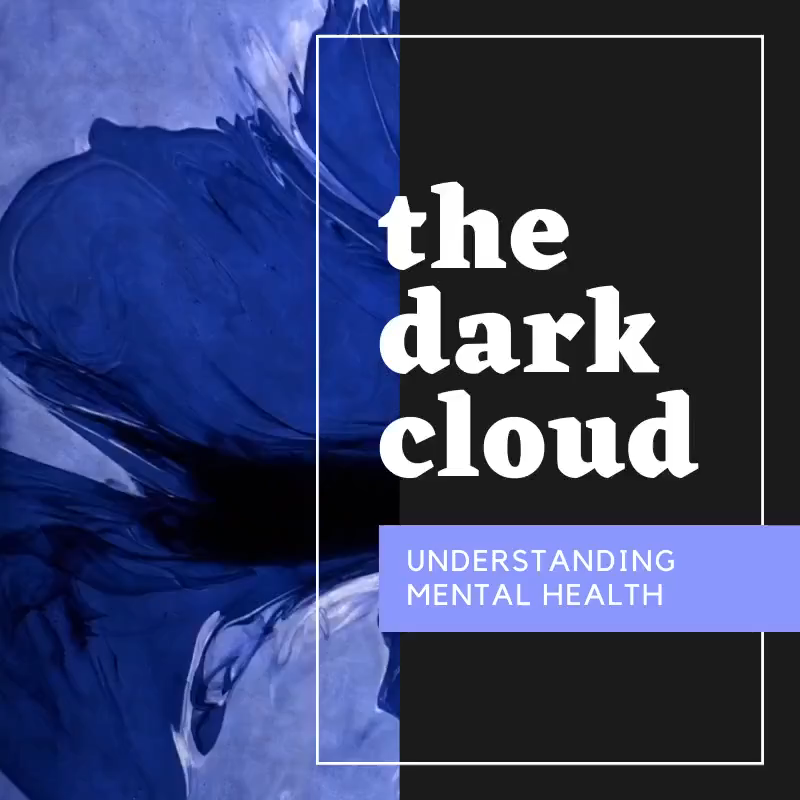 the
dark
cloud
UNDERSTANDING
MENTAL HEALTH